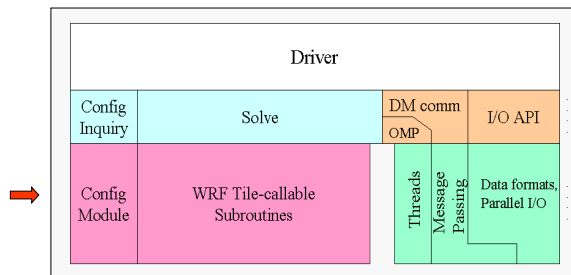 Driver
Config
Inquiry
Solve
DM comm
OMP
I/O API
Config
Module
WRF Tile-callable
Subroutines
Threads
Message
Passing
Data formats,
Parallel I/O